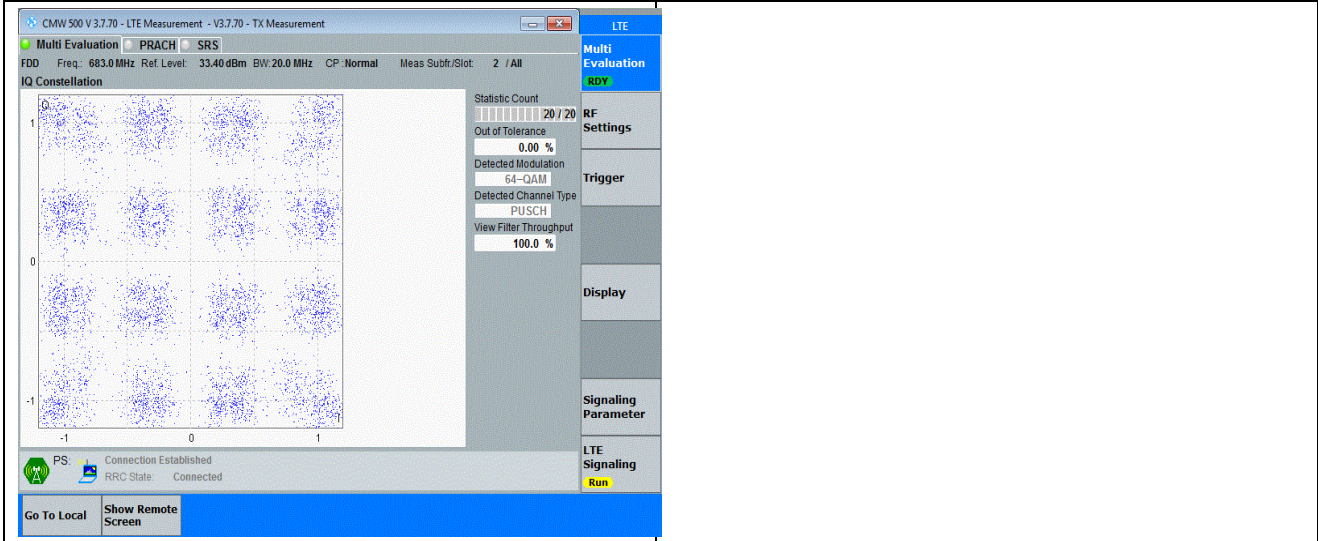 CMW 500 V 3.7.70 - LTE Measurement - V3.7.70 - TX Measurement
LTE
Multi Evaluation PRACH SRS
Multi
Evaluation
RDY
FDD Freq.: 683.0 MHz Ref. Level: 33.40 dBm BW: 20.0 MHz CP :Normal Meas Subfr./Slot: 2 / All
IQ Constellation
Q
1
0
-1
-1 0 1
I
Statistic Count
20 / 20
Out of Tolerance
0.00 %
Detected Modulation
64-QAM
Detected Channel Type
PUSCH
View Filter Throughput
100.0 %
RF
Settings
Trigger
Display
Signaling
Parameter
LTE
Signaling
Run
PS: Connection Established
RRC State: Connected
Go To Local
Show Remote
Screen